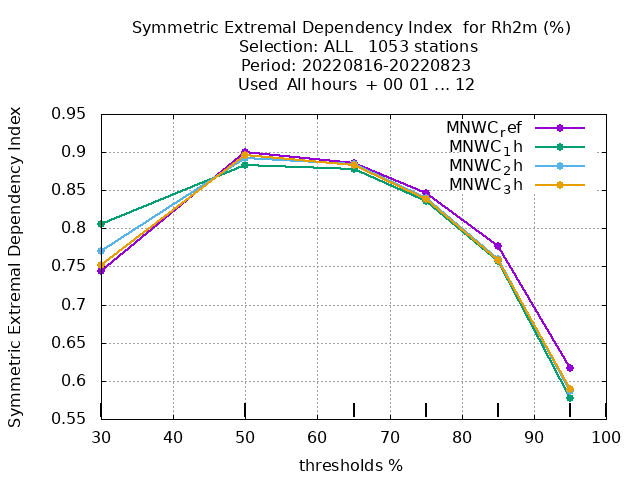 Symmetric Extremal Dependency Index for Rh2m (%)
Selection: ALL 1053 stations
Period: 20220816-20220823
Used All hours + 00 01 ... 12
Symmetric Extremal Dependency Index
0.95
0.9
0.85
0.8
0.75
0.7
0.65
0.6
0.55
MNWC_ref
MNWC_1h
MNWC_2h
MNWC_3h
30 40 50 60 70 80 90 100
thresholds %